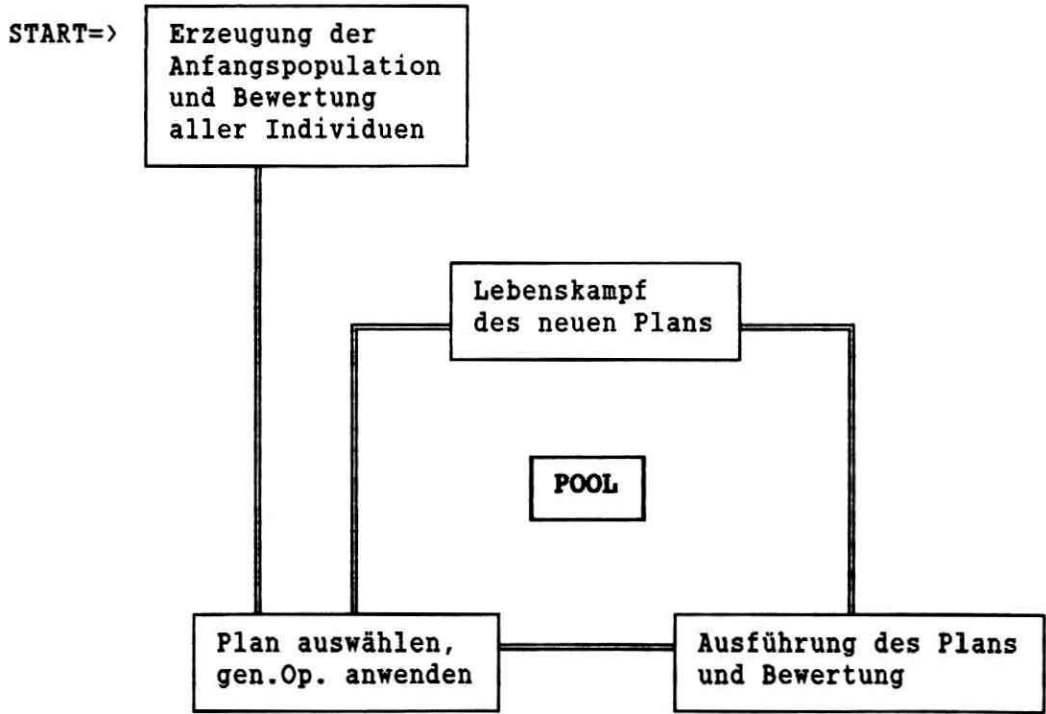 START=>
Erzeugung der
Anfangspopulation
und Bewertung
aller Individuen
Lebenskampf
des neuen Plans
POOL
Plan auswählen,
gen.Op. anwenden
Ausführung des Plans
und Bewertung